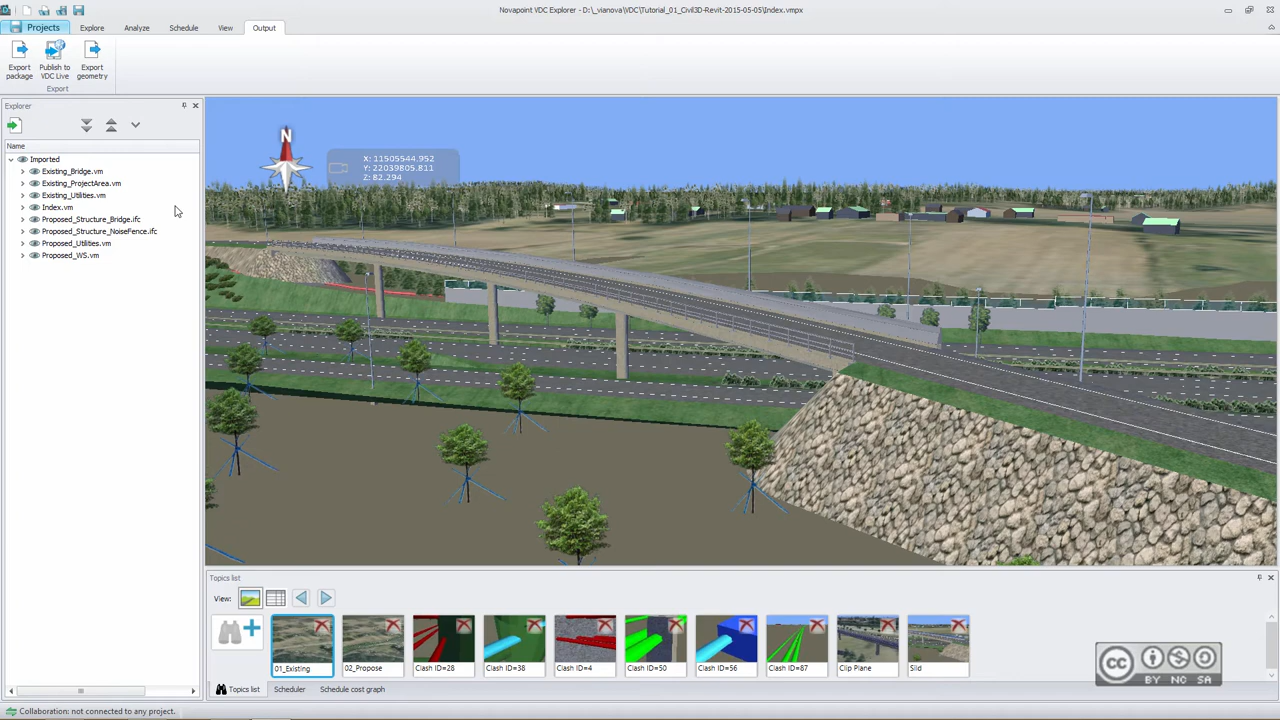 Novapoint VDC Explorer - D:\_vianova\VDC\Tutorial_01_Civil3D-Revit-2015-05-05\Index.vmpx
Projects
Explore
Analyze
Schedule
View
Output
Export package
Publish to VDC Live
Export geometry
Export
Explorer
Name
Imported
Existing_Bridge.vm
Existing_ProjectArea.vm
Existing_Utilities.vm
Index.vm
Proposed_Structure_Bridge.ifc
Proposed_Structure_NoiseFence.ifc
Proposed_Utilities.vm
Proposed_WS.vm
N
X: 11505544.952
Y: 22039805.811
Z: 82.294
Topics list
View:
01_Existing
02_Propose
Clash ID=28
Clash ID=38
Clash ID=4
Clash ID=50
Clash ID=56
Clash ID=87
Clip Plane
Slid
Topics list
Scheduler
Schedule cost graph
cc
BY NC SA
Collaboration: not connected to any project.